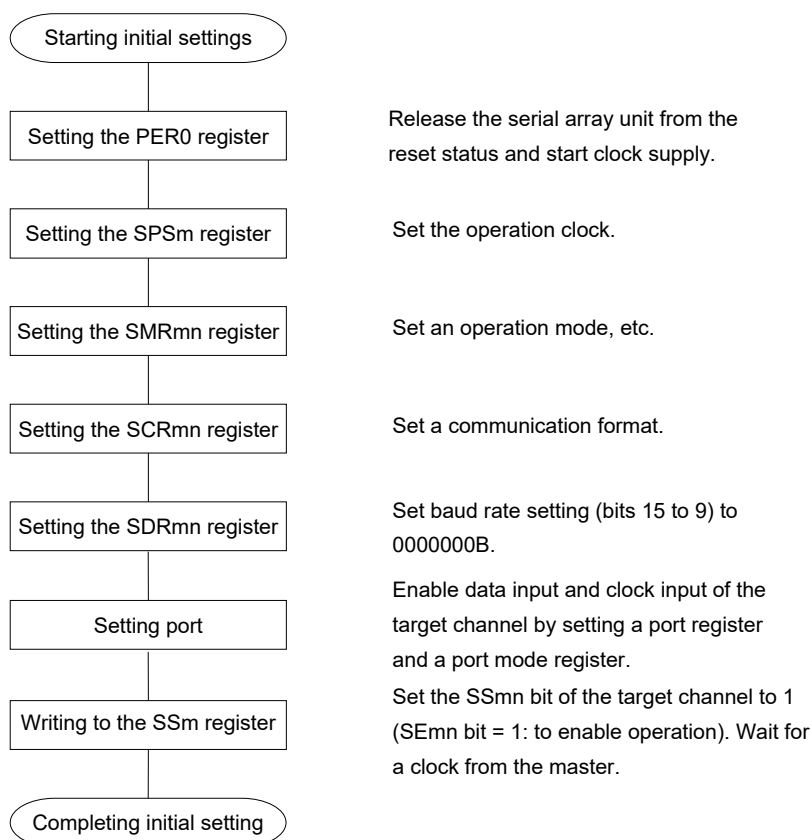 Starting initial settings
Setting the PER0 register
Release the serial array unit from the
reset status and start clock supply.
Setting the SPSm register
Set the operation clock.
Setting the SMRmn register
Set an operation mode, etc.
Setting the SCRmn register
Set a communication format.
Setting the SDRmn register
Set baud rate setting (bits 15 to 9) to
0000000B.
Setting port
Enable data input and clock input of the
target channel by setting a port register
and a port mode register.
Writing to the SSm register
Set the SSmn bit of the target channel to 1
(SEmn bit = 1: to enable operation). Wait for
a clock from the master.
Completing initial setting